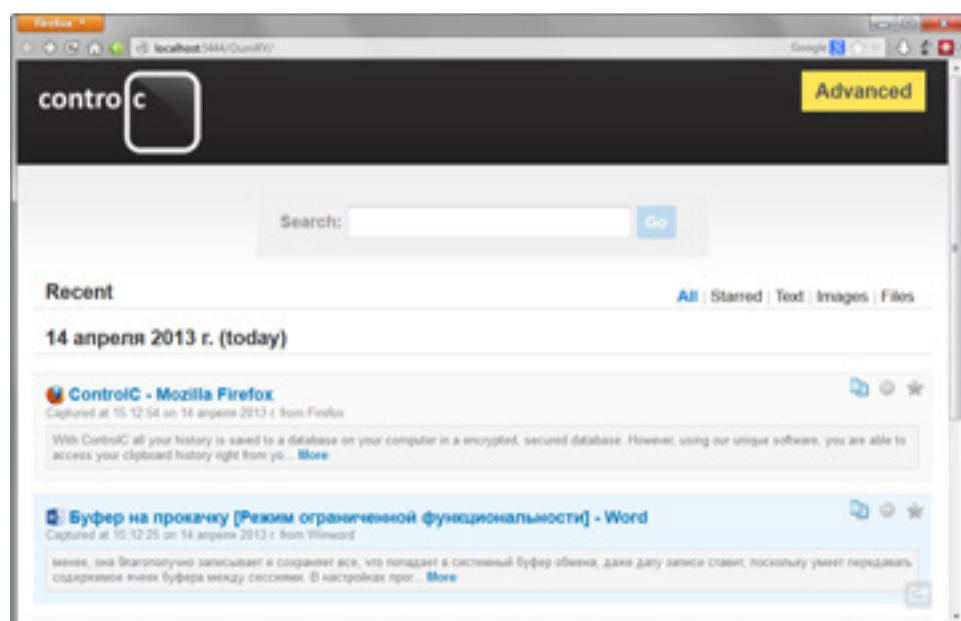 Firefox
localhost:5444/
Google
controlc
Advanced
Search:
Go
Recent
All | Starred | Text | Images | Files
14 апреля 2013 г. (today)
ControlC - Mozilla Firefox
Captured at 15:12:54 on 14 апреля 2013 г. from Firefox
With ControlC all your history is saved to a database on your computer in a encrypted, secured database. However, using our unique software, you are able to
access your clipboard history right from yo... More
Буфер на прокачку [Режим ограниченной функциональности] - Word
Captured at 15:12:25 on 14 апреля 2013 г. from Winword
менее, она благополучно записывает и сохраняет все, что попадает в системный буфер обмена, даже дату записи ставит, поскольку умеет передавать
содержимое ячеек буфера между сессиями. В настройках прог... More